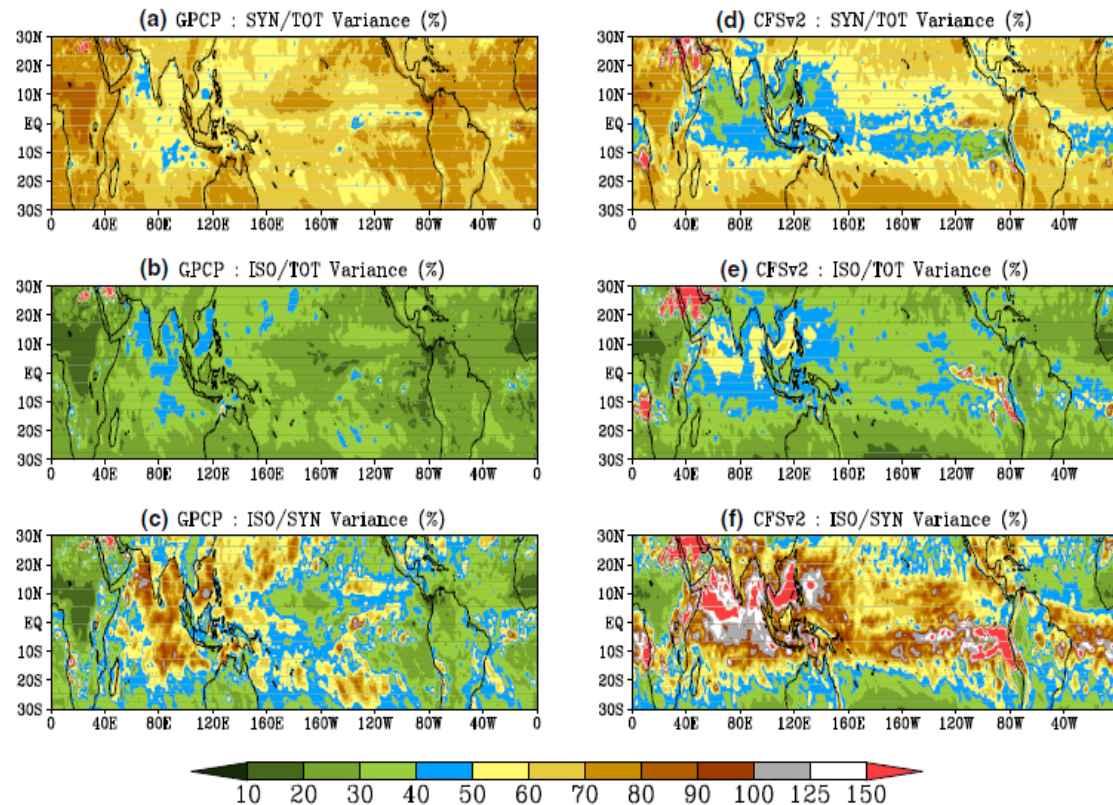 (a) GPCP : SYN/TOT Variance (%)
30N
20N
10N
EQ
10S
20S
30S
0 40E 80E 120E 160E 160W 120W 80W 40W 0
(b) GPCP : ISO/TOT Variance (%)
30N
20N
10N
EQ
10S
20S
30S
0 40E 80E 120E 160E 160W 120W 80W 40W 0
(c) GPCP : ISO/SYN Variance (%)
30N
20N
10N
EQ
10S
20S
30S
0 40E 80E 120E 160E 160W 120W 80W 40W 0
(d) CFSv2 : SYN/TOT Variance (%)
30N
20N
10N
EQ
10S
20S
30S
0 40E 80E 120E 160E 160W 120W 80W 40W
(e) CFSv2 : ISO/TOT Variance (%)
30N
20N
10N
EQ
10S
20S
30S
0 40E 80E 120E 160E 160W 120W 80W 40W
(f) CFSv2 : ISO/SYN Variance (%)
30N
20N
10N
EQ
10S
20S
30S
0 40E 80E 120E 160E 160W 120W 80W 40W
10 20 30 40 50 60 70 80 90 100 125 150